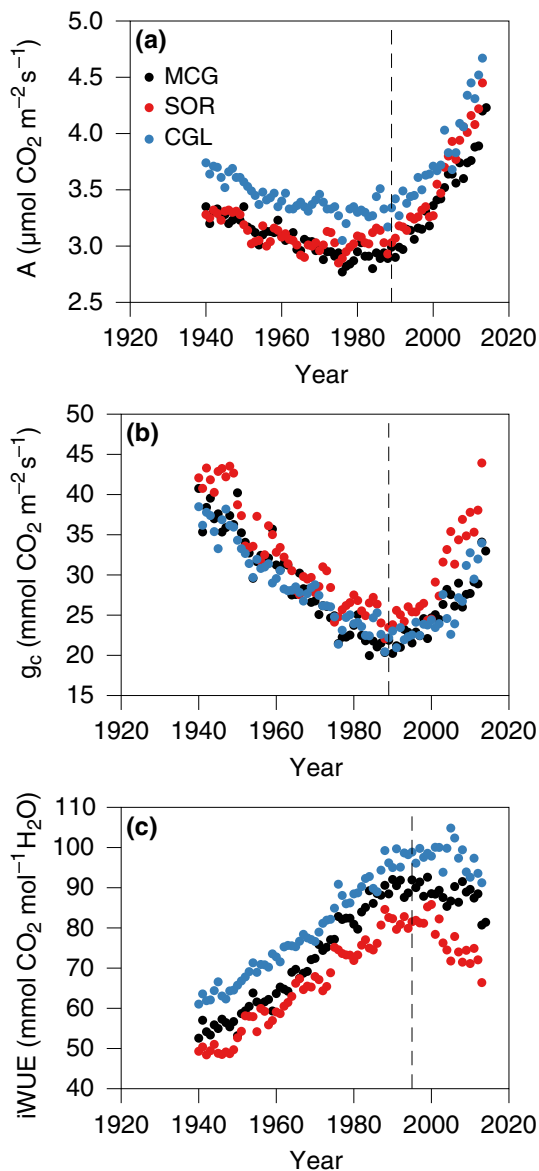 (a)
MCG
SOR
CGL
A (μmol CO₂ m⁻² s⁻¹)
5.0
4.5
4.0
3.5
3.0
2.5
1920 1940 1960 1980 2000 2020
Year
(b)
g_c (mmol CO₂ m⁻² s⁻¹)
50
45
40
35
30
25
20
15
1920 1940 1960 1980 2000 2020
Year
(c)
iWUE (mmol CO₂ mol⁻¹ H₂O)
110
100
90
80
70
60
50
40
1920 1940 1960 1980 2000 2020
Year